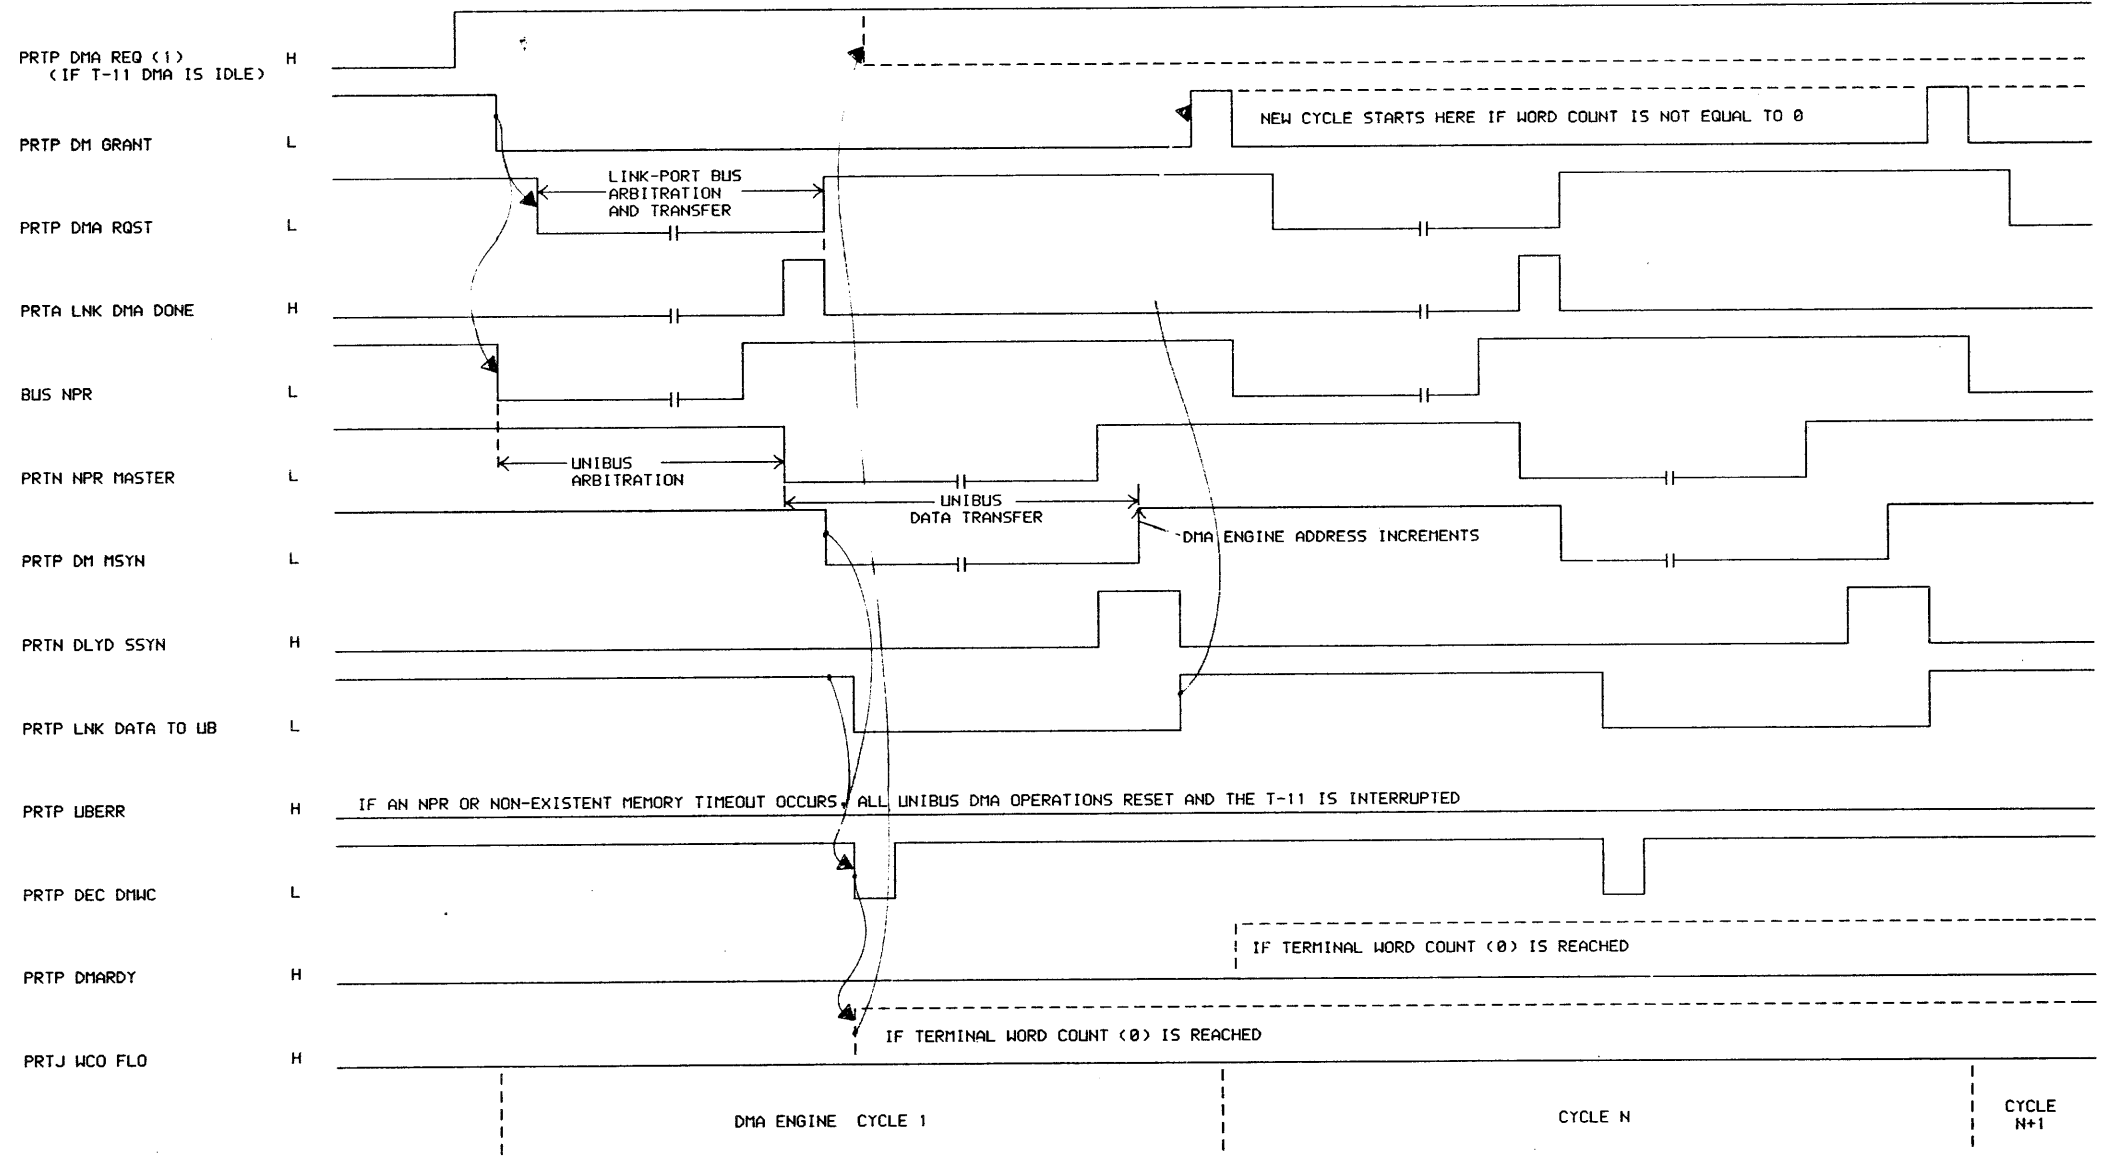 PRTP DMA REQ (1) H
(IF T-11 DMA IS IDLE)
NEW CYCLE STARTS HERE IF WORD COUNT IS NOT EQUAL TO 0
PRTP DM GRANT L
LINK-PORT BUS
ARBITRATION
AND TRANSFER
PRTP DMA RQST L
PRTA LNK DMA DONE H
BUS NPR L
UNIBUS
ARBITRATION
PRTN NPR MASTER L
UNIBUS
DATA TRANSFER
DMA ENGINE ADDRESS INCREMENTS
PRTP DM MSYN L
PRTN DLYD SSYN H
PRTP LNK DATA TO UB L
IF AN NPR OR NON-EXISTENT MEMORY TIMEOUT OCCURS, ALL UNIBUS DMA OPERATIONS RESET AND THE T-11 IS INTERRUPTED
PRTP UBERR H
PRTP DEC DMWC L
IF TERMINAL WORD COUNT (0) IS REACHED
PRTP DMARDY H
IF TERMINAL WORD COUNT (0) IS REACHED
PRTJ WCO FLO H
DMA ENGINE CYCLE 1
CYCLE N
CYCLE
N+1